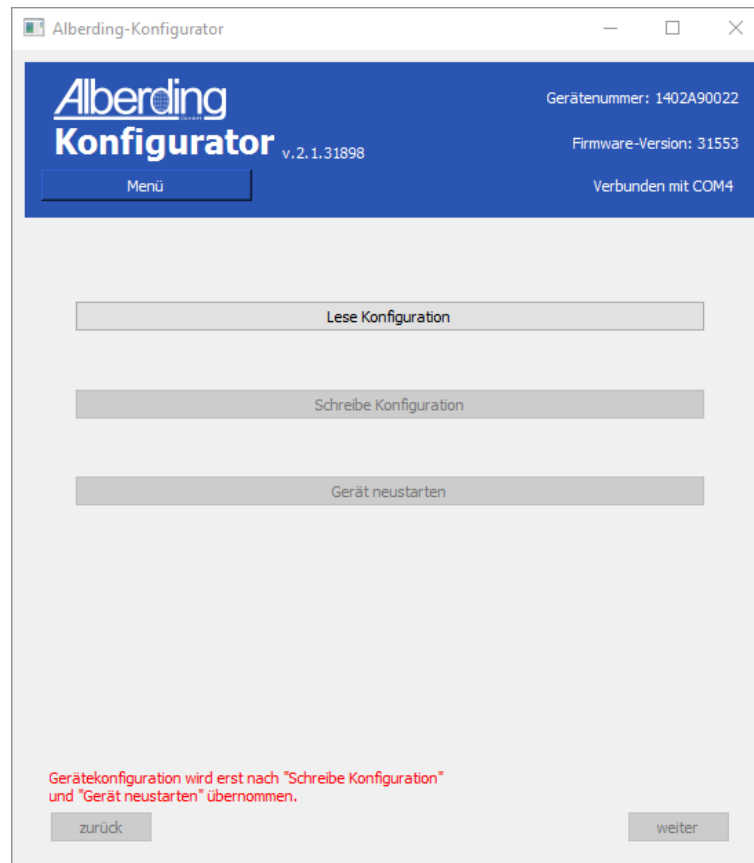 Alberding-Konfigurator
Alberding
GmbH
Konfigurator v.2.1.31898
Menü
Gerätenummer: 1402A90022
Firmware-Version: 31553
Verbunden mit COM4
Lese Konfiguration
Schreibe Konfiguration
Gerät neustarten
Gerätekonfiguration wird erst nach "Schreibe Konfiguration"
und "Gerät neustarten" übernommen.
zurück
weiter